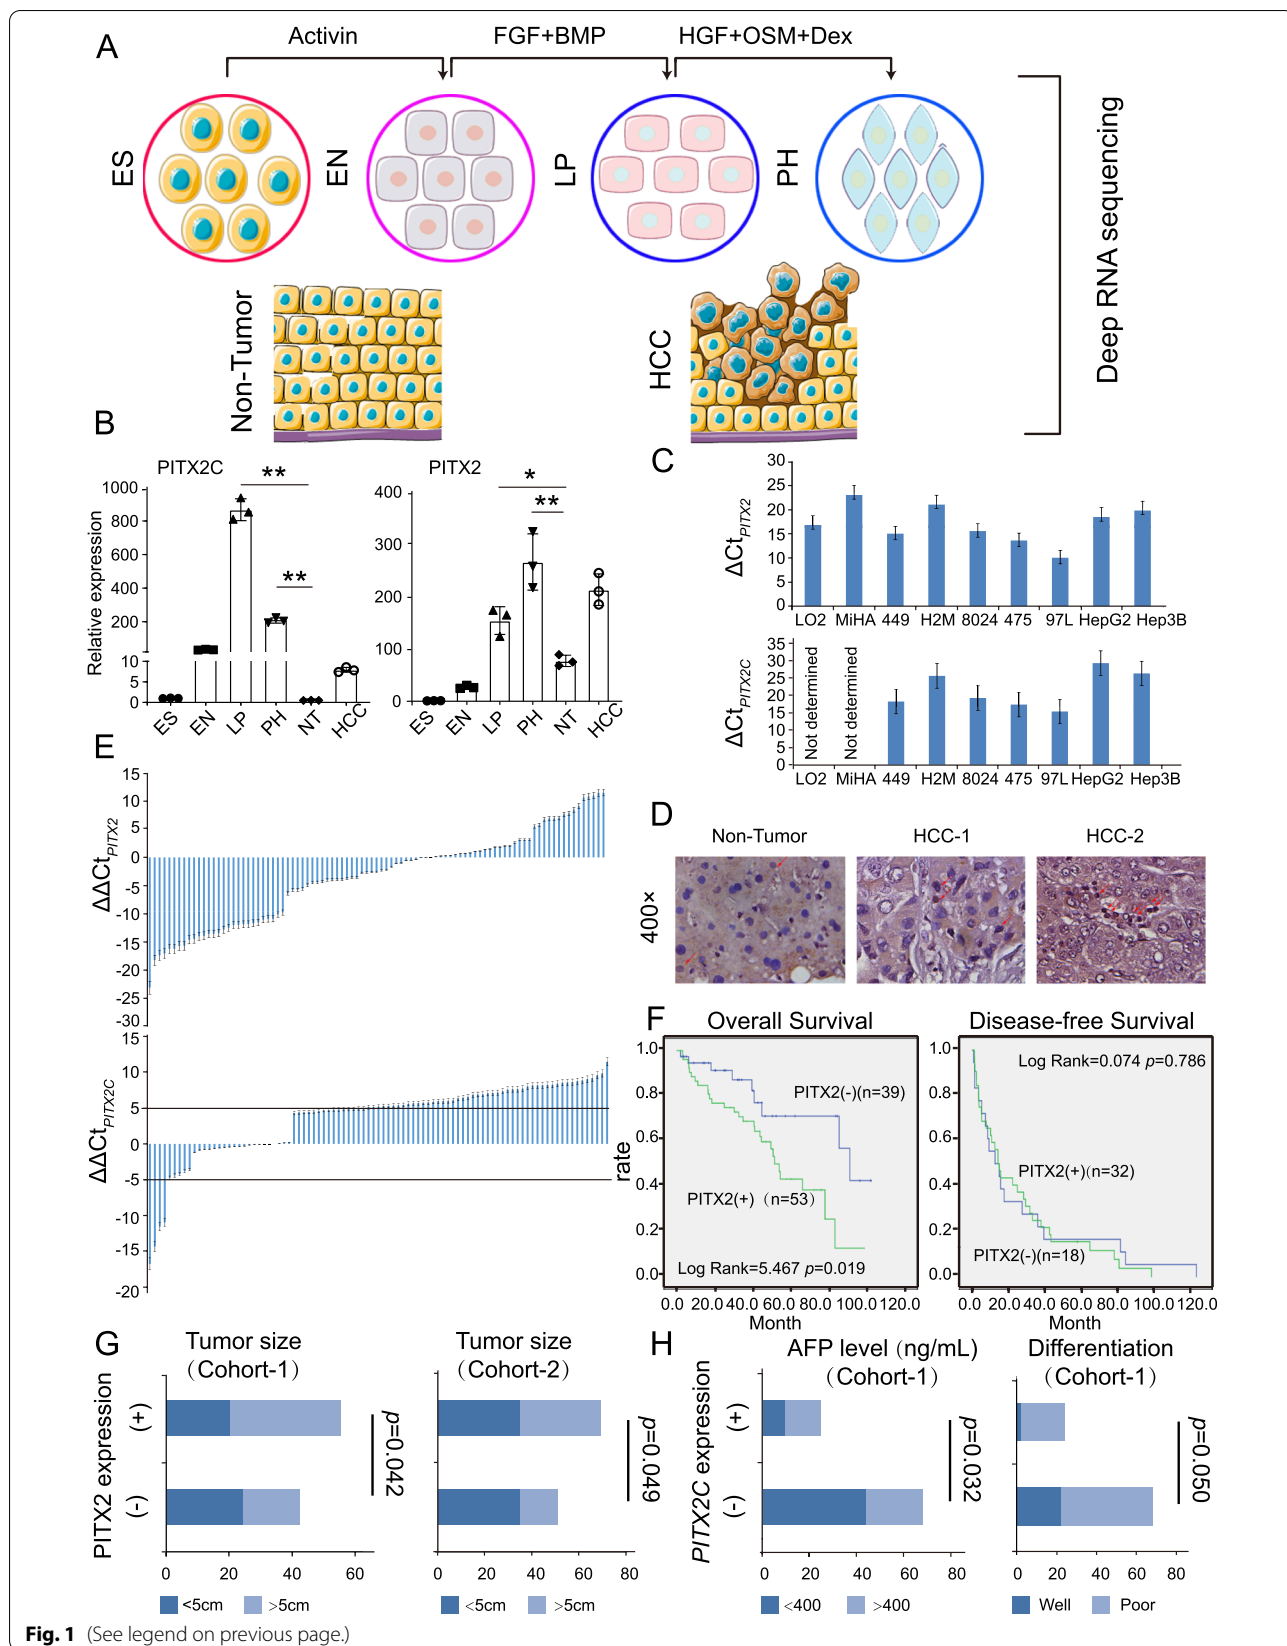 A
Activin
FGF+BMP
HGF+OSM+Dex
ES
EN
LP
PH
Deep RNA sequencing
Non-Tumor
HCC
B
PITX2C
Relative expression
1000
800
600
400
200
10
5
0
**
**
ES
EN
LP
PH
NT
HCC
PITX2
400
300
200
100
0
*
**
ES
EN
LP
PH
NT
HCC
C
ΔCtPITX2
30
25
20
15
10
5
0
LO2 MiHA 449 H2M 8024 475 97L HepG2 Hep3B
ΔCtPITX2C
35
30
25
20
15
10
5
0
Not determined
Not determined
LO2 MiHA 449 H2M 8024 475 97L HepG2 Hep3B
D
Non-Tumor
HCC-1
HCC-2
400×
E
ΔΔCtPITX2
15
10
5
0
-5
-10
-15
-20
-25
-30
ΔΔCtPITX2C
15
10
5
0
-5
-10
-15
-20
F
Overall Survival
rate
1.0
0.8
0.6
0.4
0.2
0.0
PITX2(-)(n=39)
PITX2(+)（n=53)
Log Rank=5.467 p=0.019
0.0 20.0 40.0 60.0 80.0 100.0 120.0
Month
Disease-free Survival
1.0
0.8
0.6
0.4
0.2
0.0
Log Rank=0.074 p=0.786
PITX2(+)(n=32)
PITX2(-)(n=18)
0.0 20.0 40.0 60.0 80.0 100.0 120.0
Month
G
Tumor size
（Cohort-1）
PITX2 expression
(+)
(-)
p=0.042
0 20 40 60
<5cm >5cm
Tumor size
（Cohort-2）
p=0.049
0 20 40 60 80
<5cm >5cm
H
AFP level（ng/mL)
（Cohort-1）
PITX2C expression
(+)
(-)
p=0.032
0 20 40 60 80
<400 >400
Differentiation
（Cohort-1）
p=0.050
0 20 40 60 80
Well Poor
Fig. 1 (See legend on previous page.)